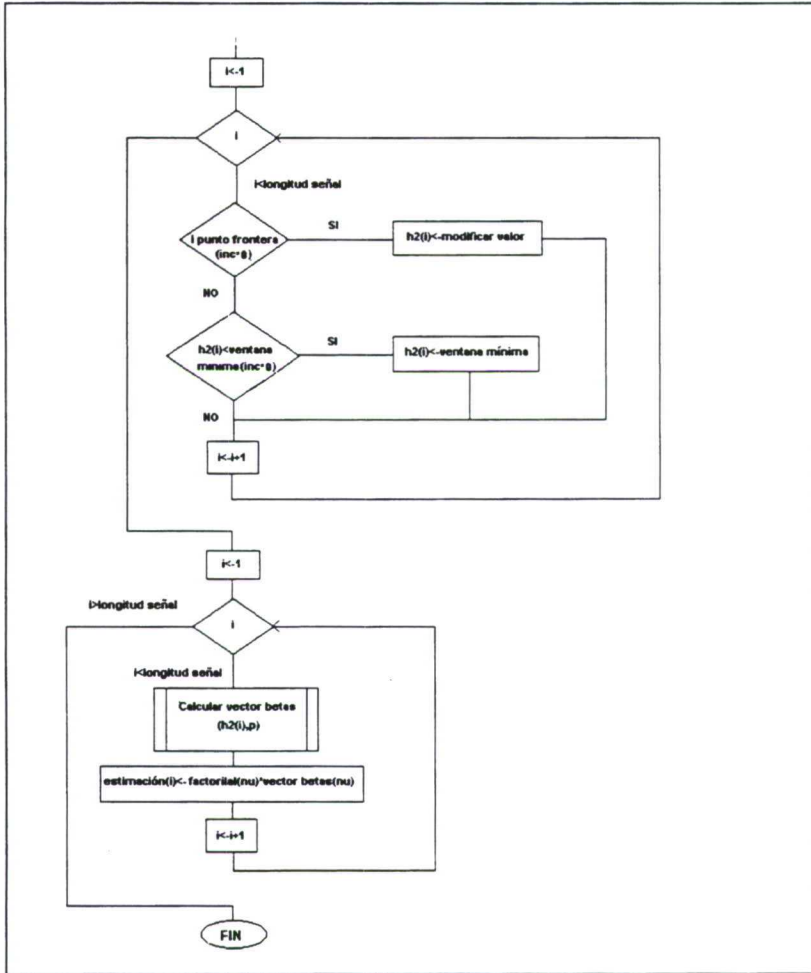 i<-1
i
i<longitud señal
i punto frontera
(inc*8)
SI
h2(i)<-modificar valor
NO
h2(i)<ventana
minima(inc*8)
SI
h2(i)<-ventana mínima
NO
i<-i+1
i<-1
i>longitud señal
i
i<longitud señal
Calcular vector betas
(h2(i),p)
estimación(i)<-factorial(nu)*vector betas(nu)
i<-i+1
FIN